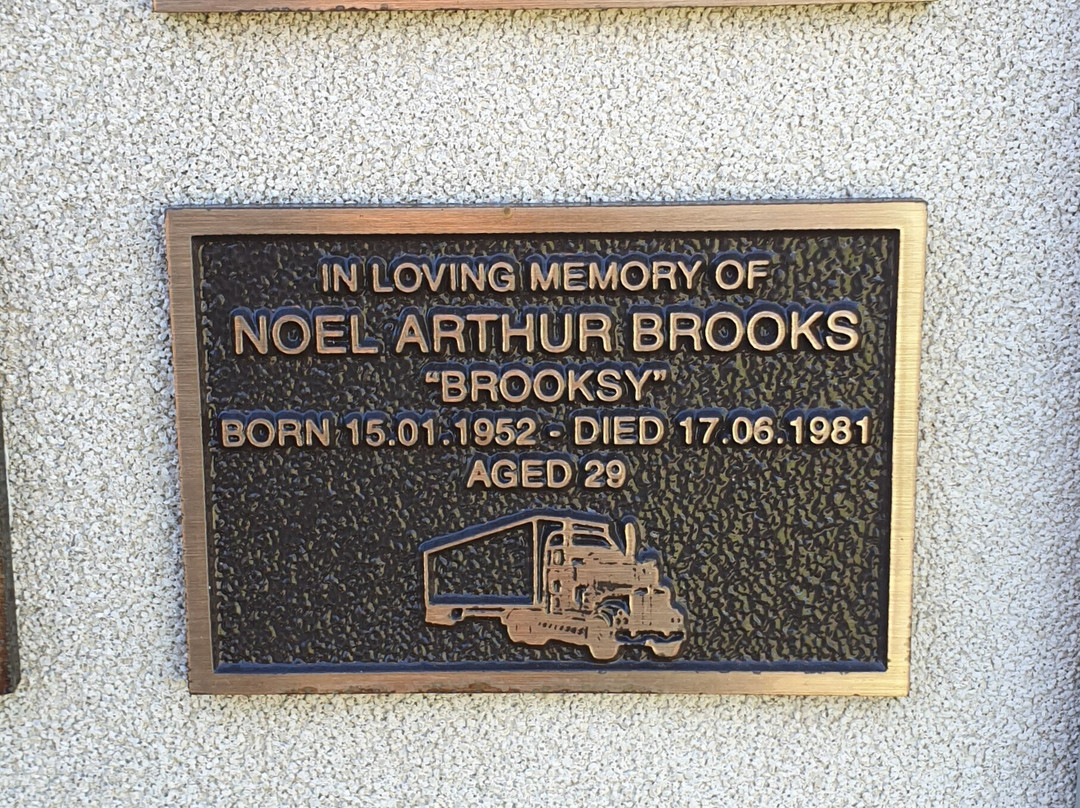 IN LOVING MEMORY OF
NOEL ARTHUR BROOKS
“BROOKSY”
BORN 15.01.1952 - DIED 17.06.1981
AGED 29